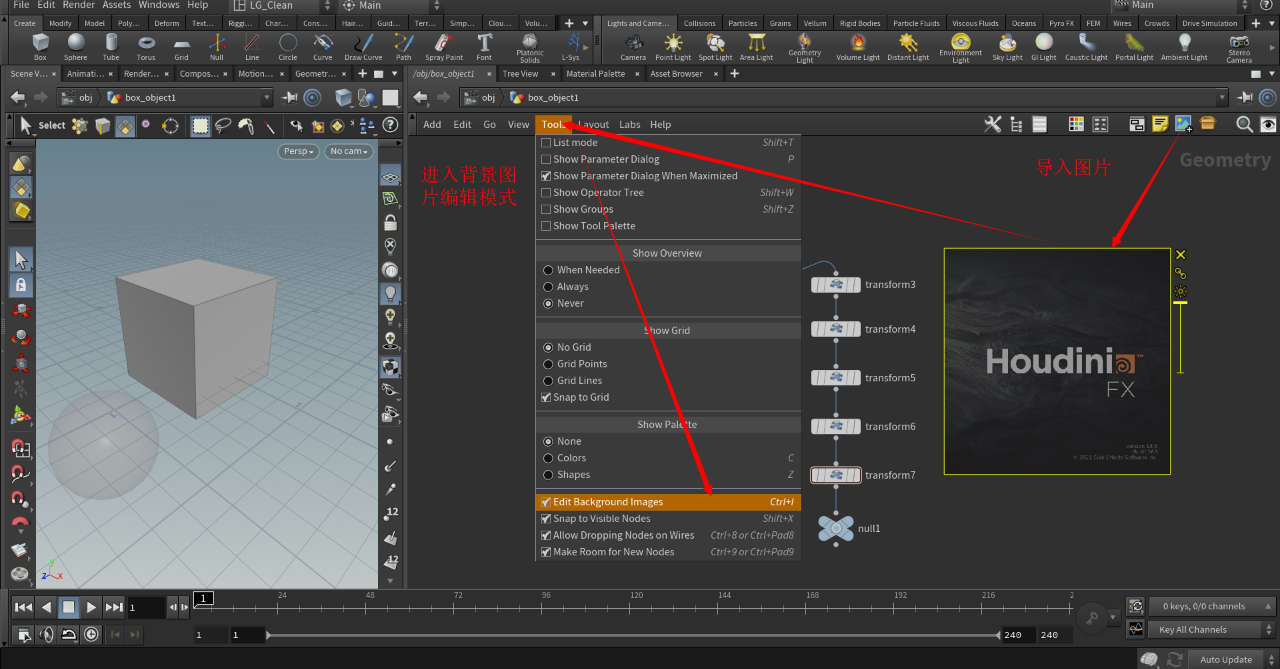 File Edit Render Assets Windows Help LG_Clean Main Main
Create Modify Model Poly... Deform Text... Rigg... Char... Cons... Hair... Guid... Terr... Simp... Clou... Volu...
Lights and Came... Collisions Particles Grains Vellum Rigid Bodies Particle Fluids Viscous Fluids Oceans Pyro FX FEM Wires Crowds Drive Simulation
Box Sphere Tube Torus Grid Null Line Circle Curve Draw Curve Path Spray Paint Font Platonic Solids L-Sys
Camera Point Light Spot Light Area Light Geometry Light Volume Light Distant Light Environment Light Sky Light GI Light Caustic Light Portal Light Ambient Light Stereo Camera
Scene V... Animati... Render... Compos... Motion... Geometr...
/obj/box_object1 Tree View Material Palette Asset Browser
obj box_object1
obj box_object1
Select
Add Edit Go View Tools Layout Labs Help
Persp No cam
进入背景图
片编辑模式
导入图片
Geometry
List mode Shift+T
Show Parameter Dialog P
Show Parameter Dialog When Maximized
Show Operator Tree Shift+W
Show Groups Shift+Z
Show Tool Palette
Show Overview
When Needed
Always
Never
Show Grid
No Grid
Grid Points
Grid Lines
Snap to Grid
Show Palette
None
Colors C
Shapes Z
Edit Background Images Ctrl+I
Snap to Visible Nodes Shift+X
Allow Dropping Nodes on Wires Ctrl+8 or Ctrl+Pad8
Make Room for New Nodes Ctrl+9 or Ctrl+Pad9
transform3
transform4
transform5
transform6
transform7
null1
Houdini™
FX
12
12
z y x
1 1 24 48 72 96 120 144 168 192 216 2
0 keys, 0/0 channels
1 1 240 240
Key All Channels
Auto Update